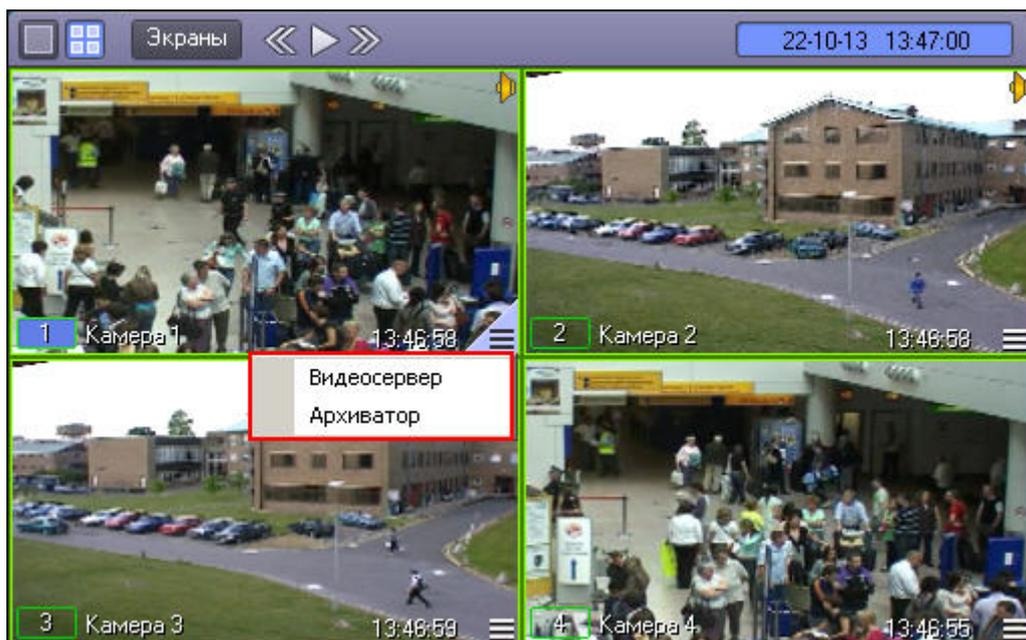 Экраны
22-10-13 13:47:00
1 Камера 1 13:46:58
2 Камера 2 13:46:58
Видеосервер
Архиватор
3 Камера 3 13:46:59
4 Камера 4 13:46:55